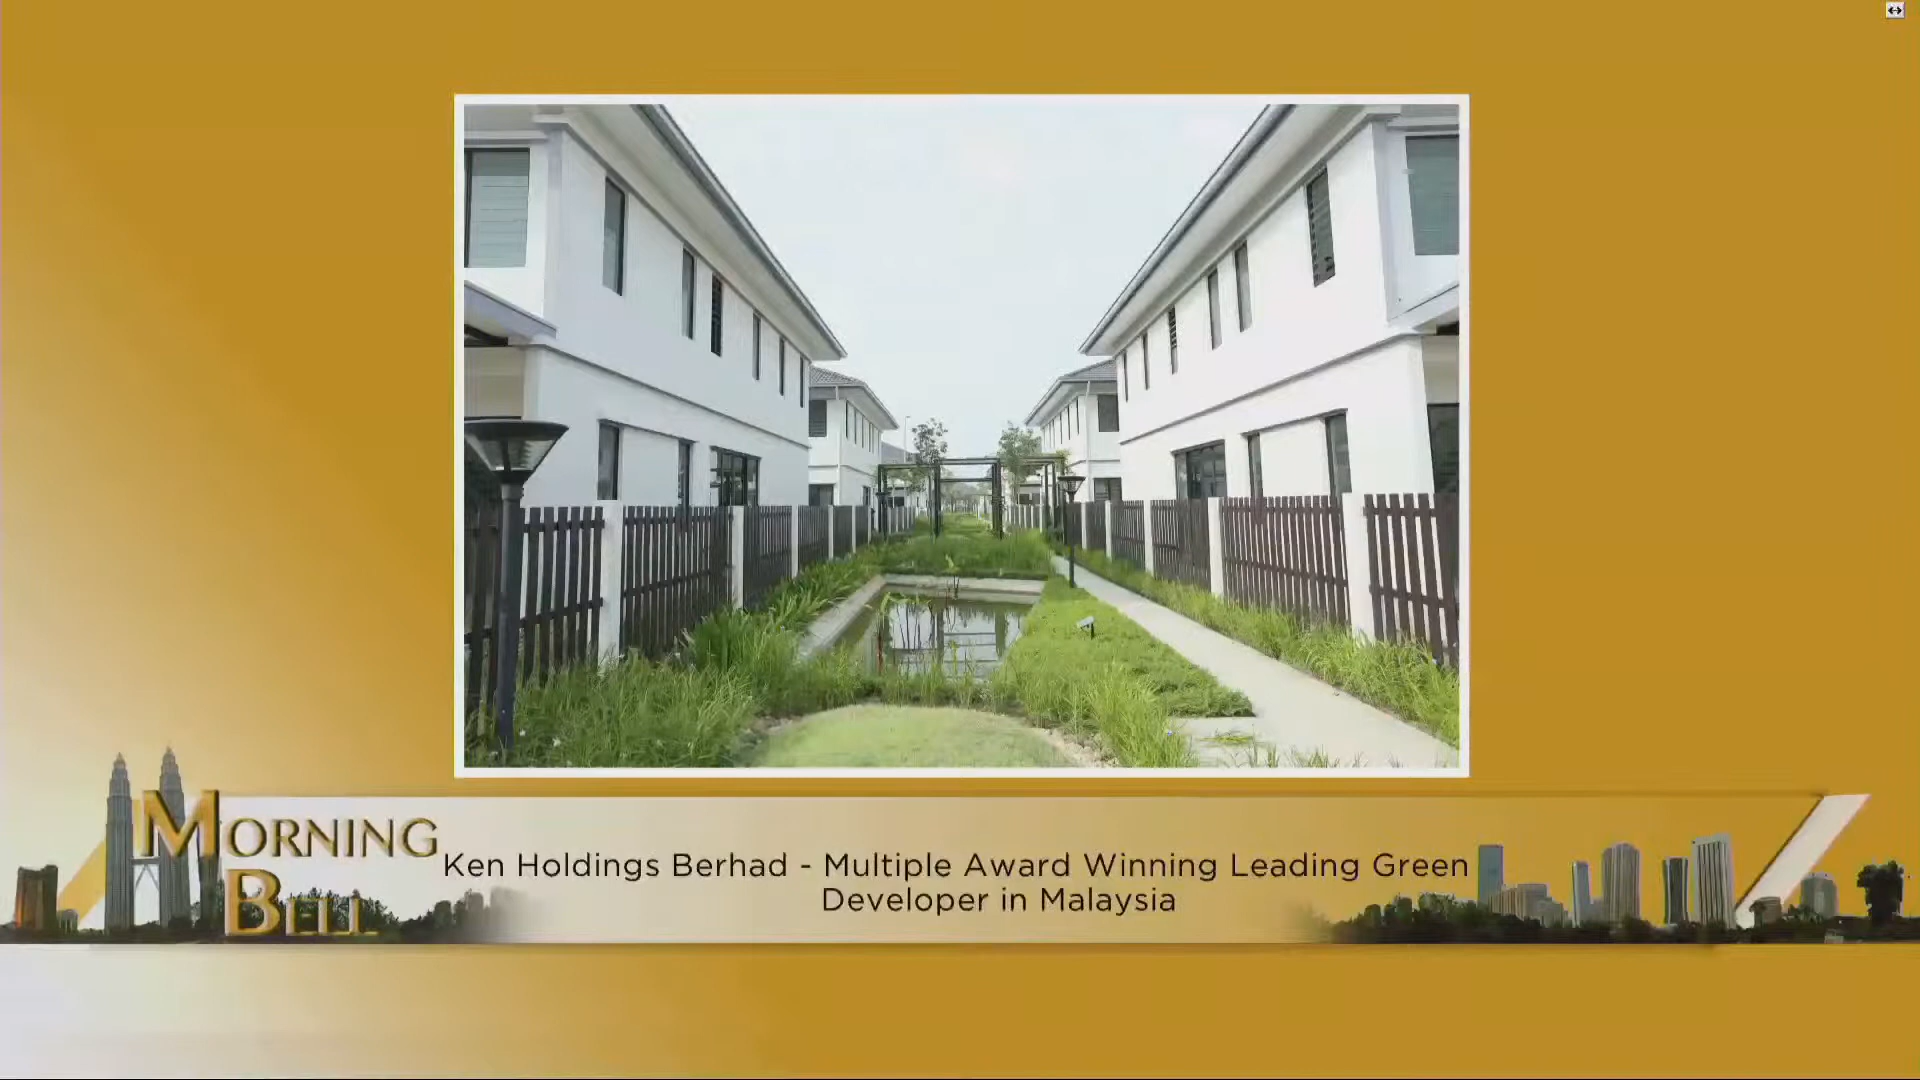 MORNING
BELL
Ken Holdings Berhad - Multiple Award Winning Leading Green
Developer in Malaysia